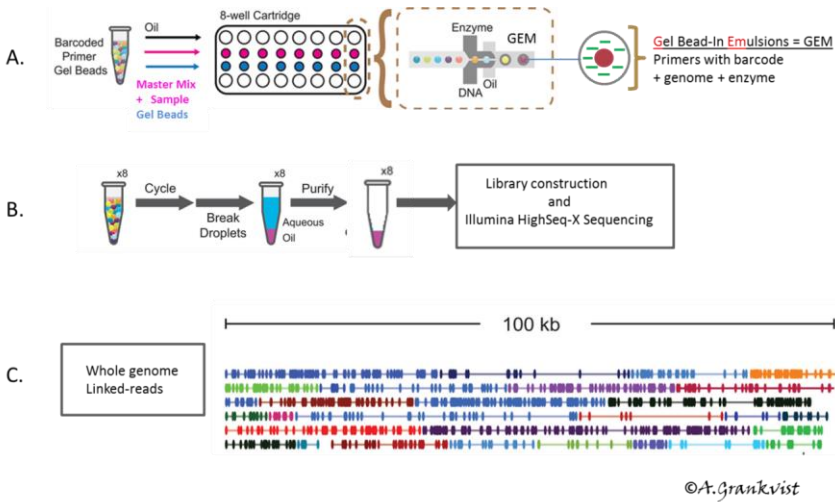 A.
Barcoded
Primer
Gel Beads
Oil
Master Mix
+ Sample
Gel Beads
8-well Cartridge
Enzyme
GEM
Oil
DNA
Gel Bead-In Emulsions = GEM
Primers with barcode
+ genome + enzyme
B.
x8
Cycle
Break
Droplets
x8
Aqueous
Oil
Purify
x8
Library construction
and
Illumina HighSeq-X Sequencing
C.
Whole genome
Linked-reads
100 kb
©A.Grankvist